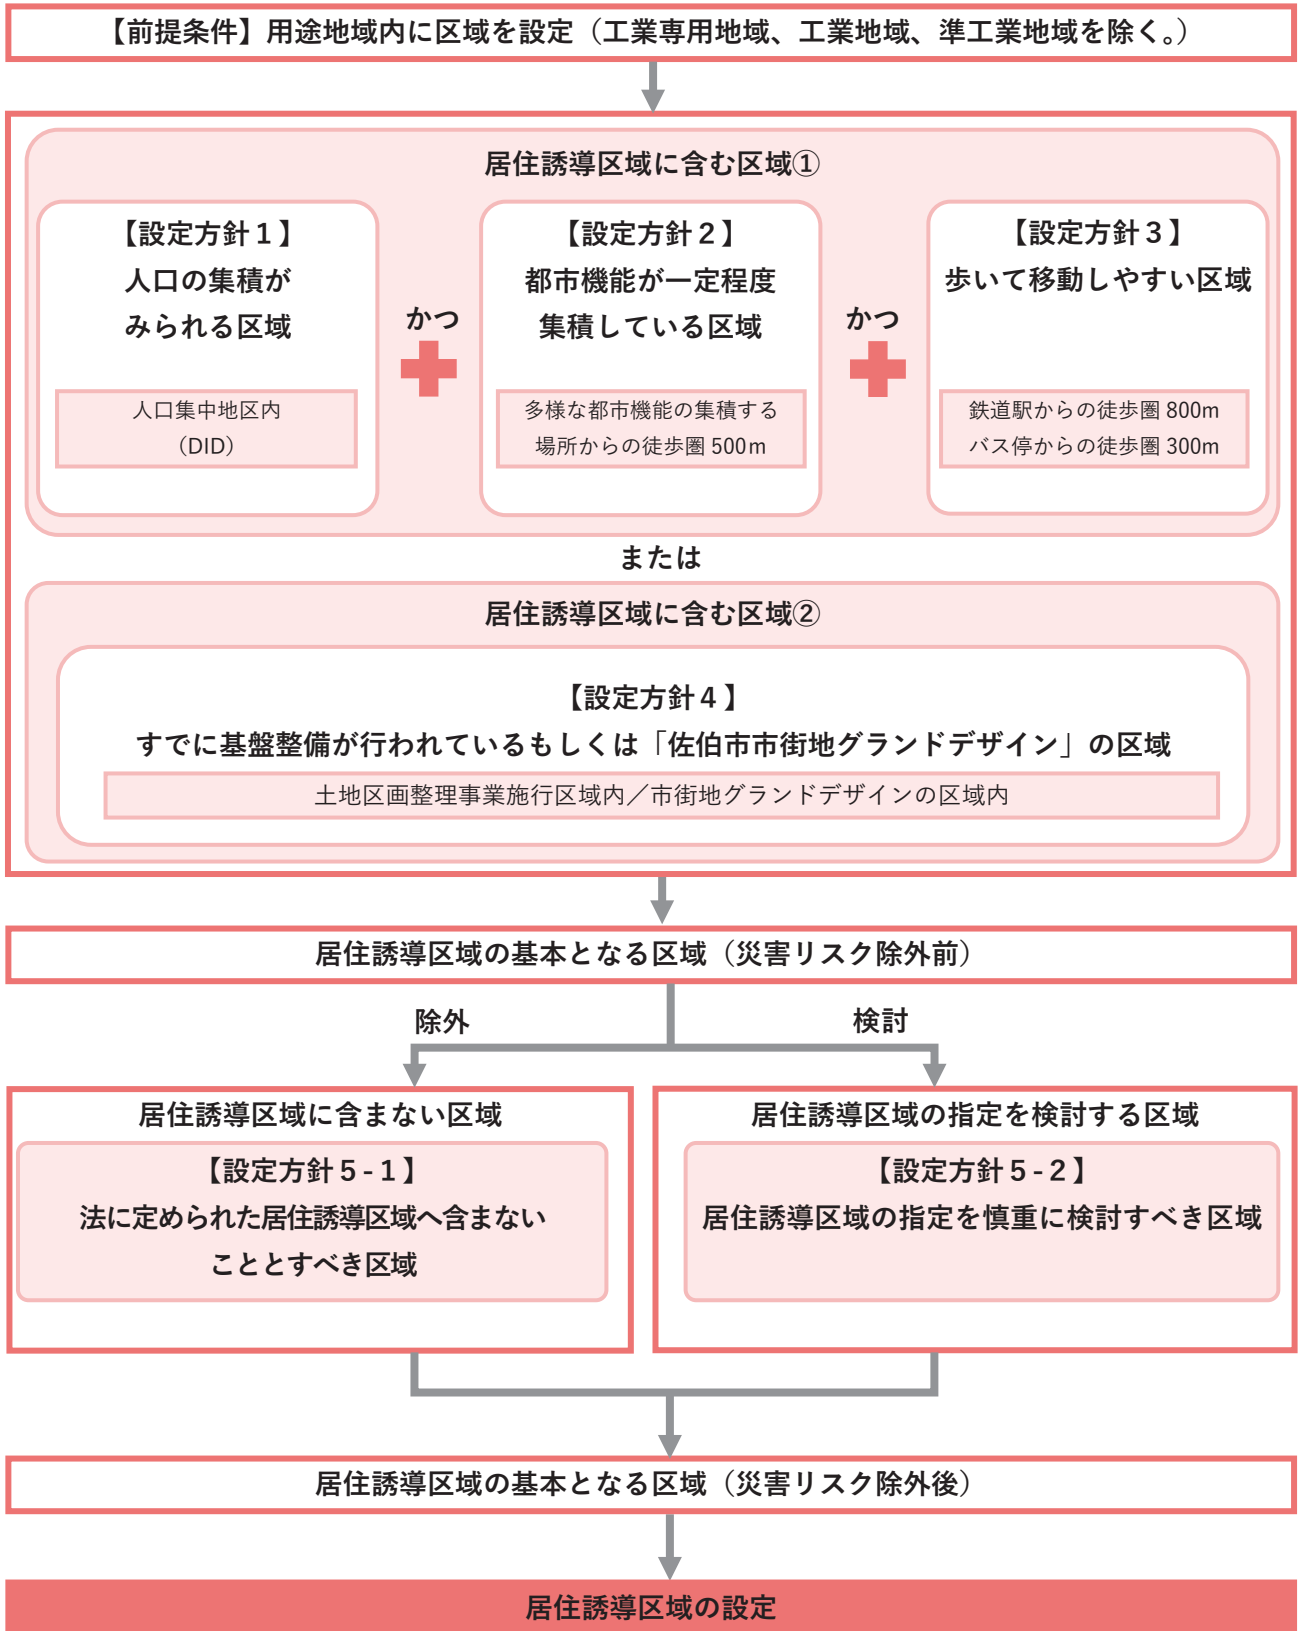 【前提条件】用途地域内に区域を設定（工業専用地域、工業地域、準工業地域を除く。）
居住誘導区域に含む区域①
【設定方針１】
人口の集積が
みられる区域
人口集中地区内
（DID）
かつ
【設定方針２】
都市機能が一定程度
集積している区域
多様な都市機能の集積する
場所からの徒歩圏 500ｍ
かつ
【設定方針３】
歩いて移動しやすい区域
鉄道駅からの徒歩圏 800m
バス停からの徒歩圏 300m
または
居住誘導区域に含む区域②
【設定方針４】
すでに基盤整備が行われているもしくは「佐伯市市街地グランドデザイン」の区域
土地区画整理事業施行区域内／市街地グランドデザインの区域内
居住誘導区域の基本となる区域（災害リスク除外前）
除外
検討
居住誘導区域に含まない区域
【設定方針５-１】
法に定められた居住誘導区域へ含まない
こととすべき区域
居住誘導区域の指定を検討する区域
【設定方針５-２】
居住誘導区域の指定を慎重に検討すべき区域
居住誘導区域の基本となる区域（災害リスク除外後）
居住誘導区域の設定